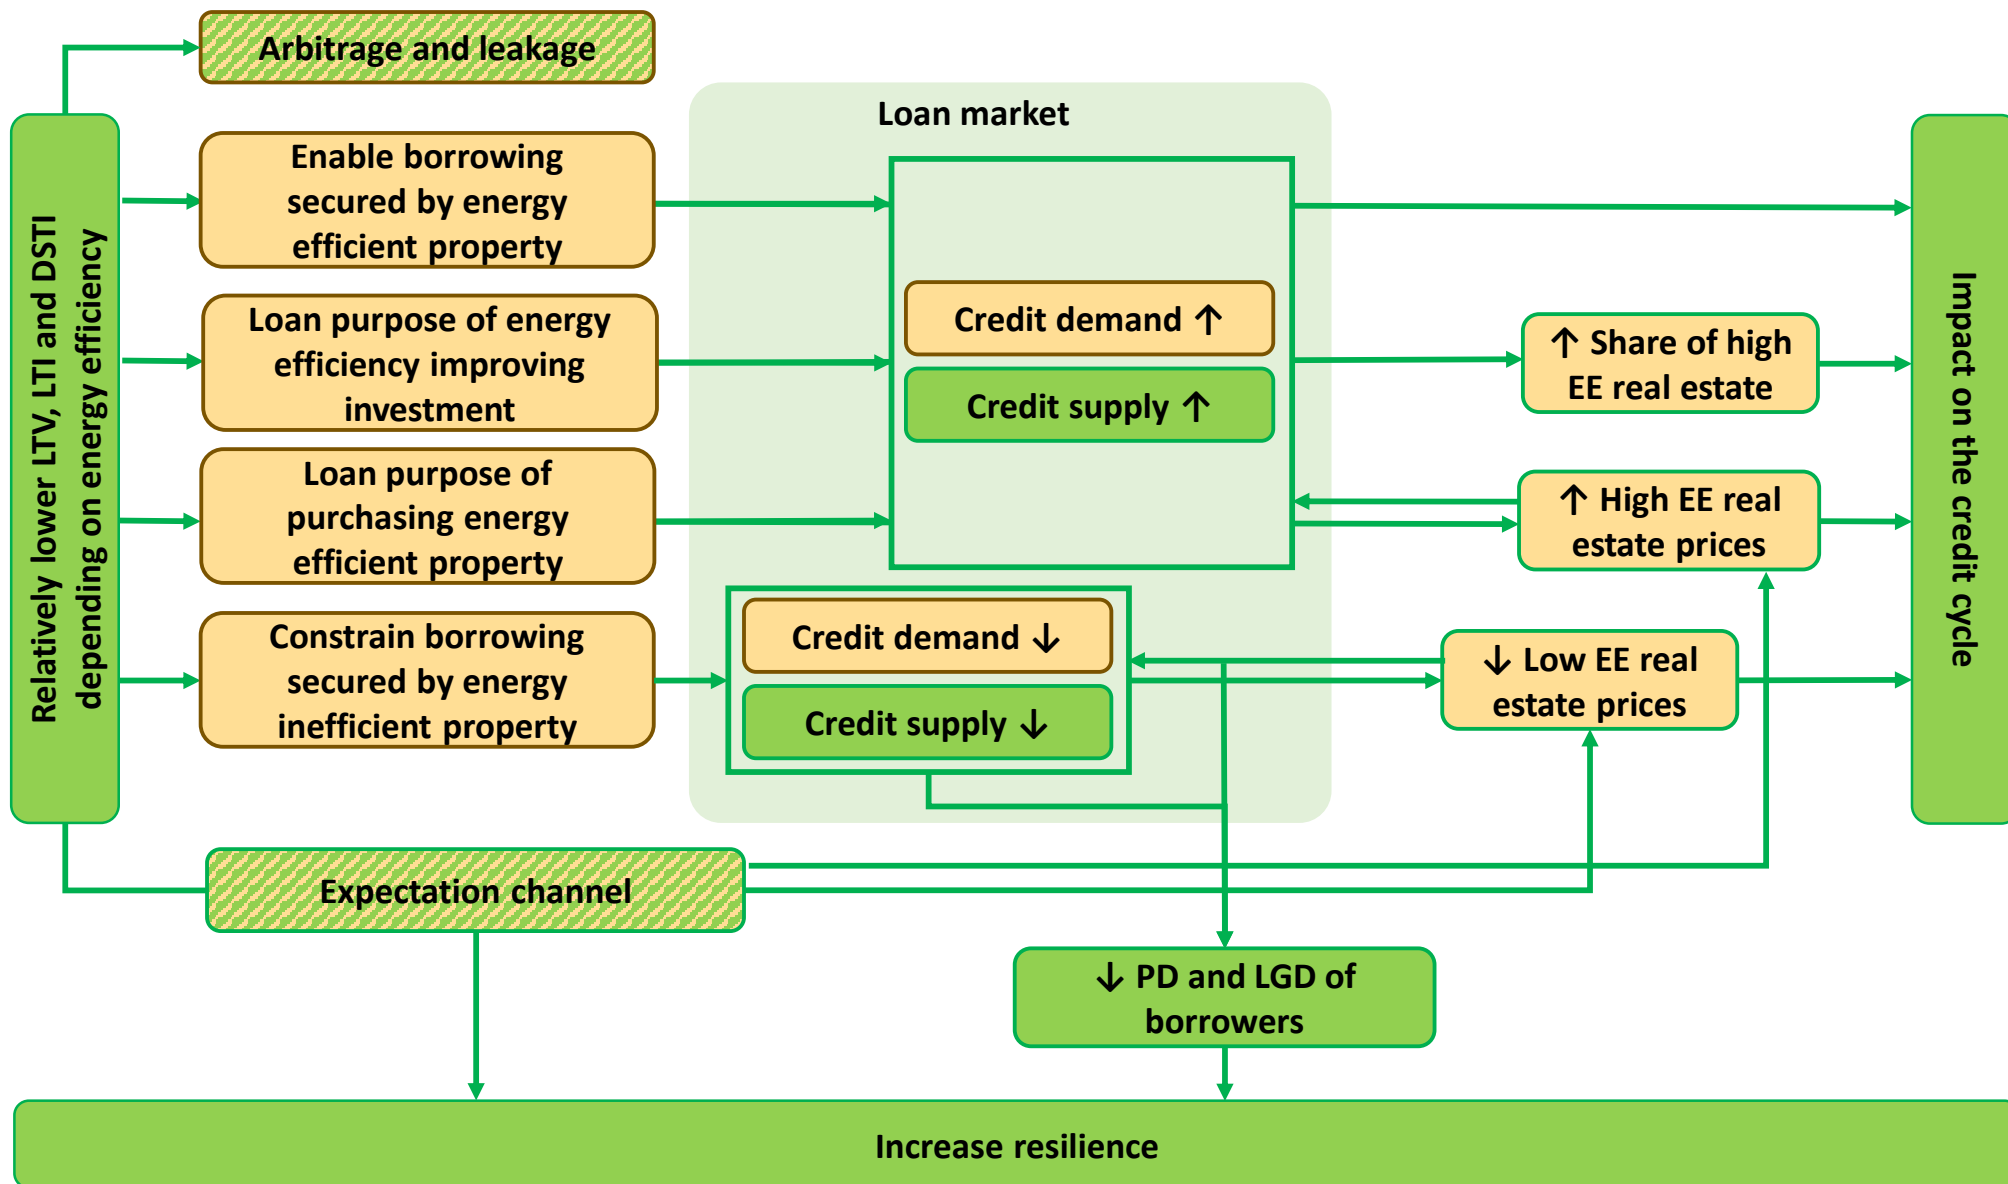 Relatively lower LTV, LTI and DSTI
depending on energy efficiency
Arbitrage and leakage
Enable borrowing
secured by energy
efficient property
Loan purpose of energy
efficiency improving
investment
Loan purpose of
purchasing energy
efficient property
Constrain borrowing
secured by energy
inefficient property
Expectation channel
Loan market
Credit demand ↑
Credit supply ↑
Credit demand ↓
Credit supply ↓
↑ Share of high
EE real estate
↑ High EE real
estate prices
↓ Low EE real
estate prices
↓ PD and LGD of
borrowers
Impact on the credit cycle
Increase resilience